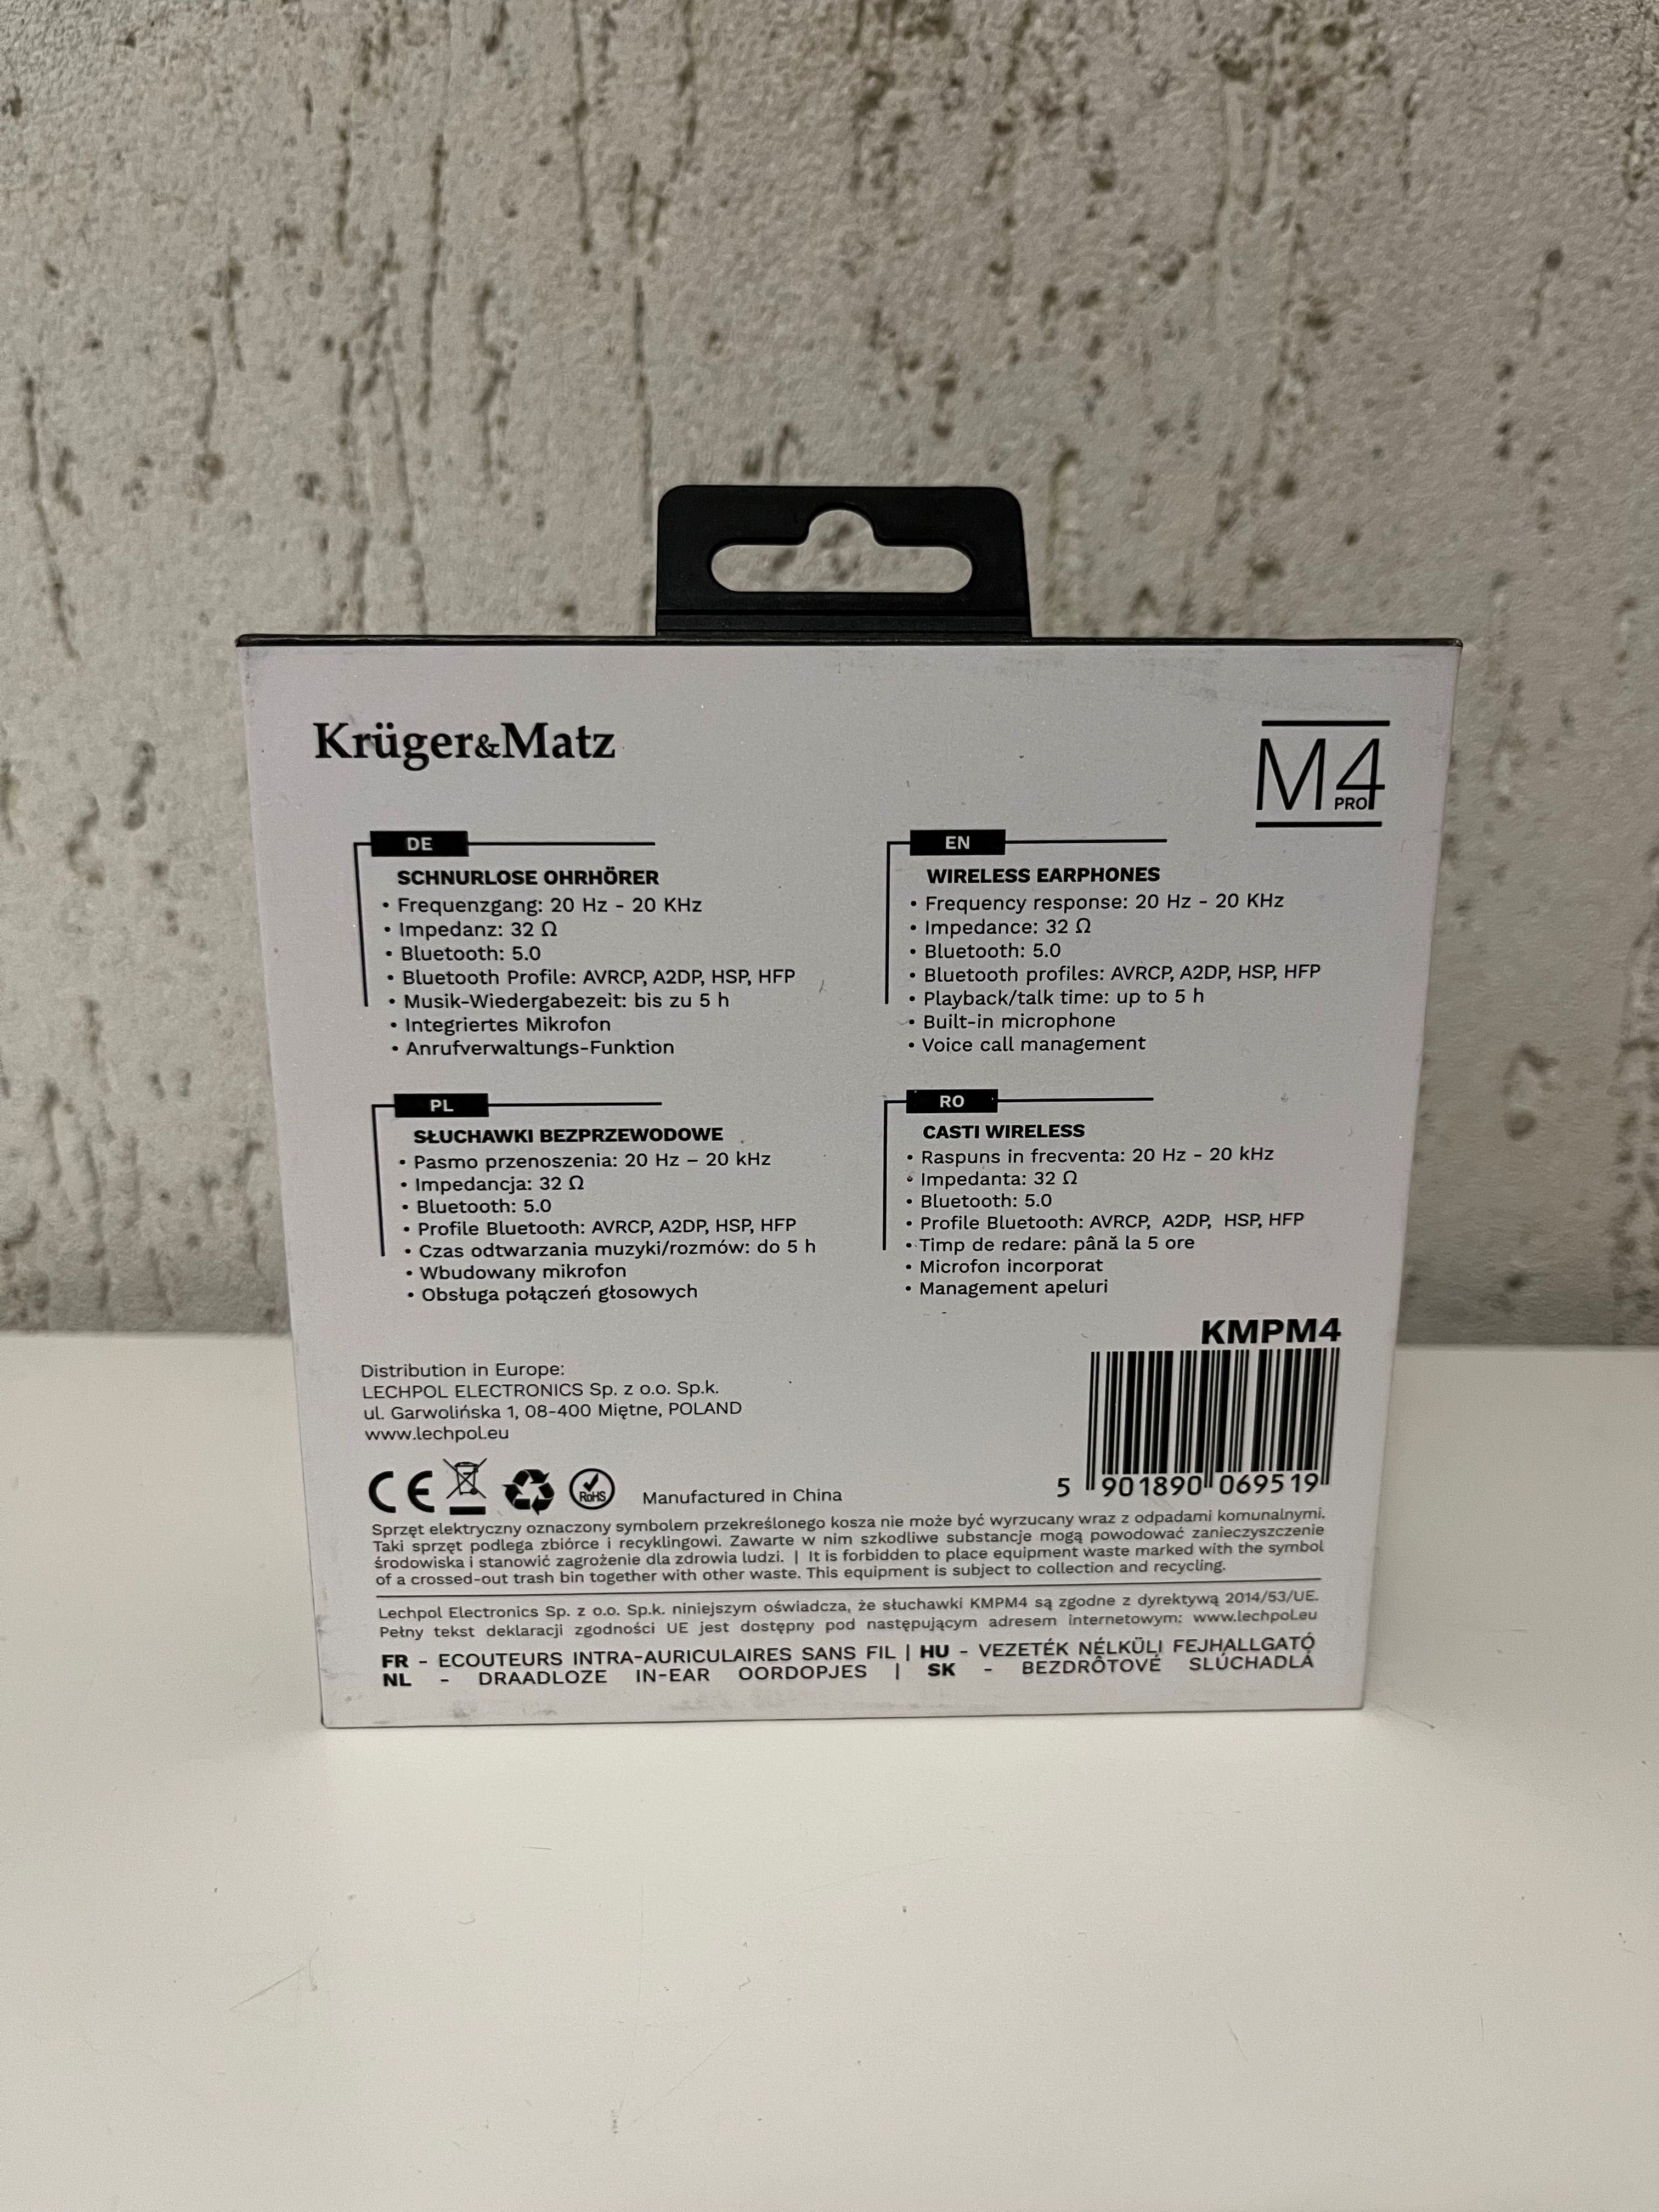 Krüger&Matz
M4
PRO
DE
SCHNURLOSE OHRHÖRER
• Frequenzgang: 20 Hz - 20 KHz
• Impedanz: 32 Ω
• Bluetooth: 5.0
• Bluetooth Profile: AVRCP, A2DP, HSP, HFP
• Musik-Wiedergabezeit: bis zu 5 h
• Integriertes Mikrofon
• Anrufverwaltungs-Funktion
EN
WIRELESS EARPHONES
• Frequency response: 20 Hz - 20 KHz
• Impedance: 32 Ω
• Bluetooth: 5.0
• Bluetooth profiles: AVRCP, A2DP, HSP, HFP
• Playback/talk time: up to 5 h
• Built-in microphone
• Voice call management
PL
SŁUCHAWKI BEZPRZEWODOWE
• Pasmo przenoszenia: 20 Hz – 20 kHz
• Impedancja: 32 Ω
• Bluetooth: 5.0
• Profile Bluetooth: AVRCP, A2DP, HSP, HFP
• Czas odtwarzania muzyki/rozmów: do 5 h
• Wbudowany mikrofon
• Obsługa połączeń głosowych
RO
CASTI WIRELESS
• Raspuns in frecventa: 20 Hz - 20 kHz
• Impedanta: 32 Ω
• Bluetooth: 5.0
• Profile Bluetooth: AVRCP, A2DP, HSP, HFP
• Timp de redare: până la 5 ore
• Microfon incorporat
• Management apeluri
KMPM4
5 901890 069519
Distribution in Europe:
LECHPOL ELECTRONICS Sp. z o.o. Sp.k.
ul. Garwolińska 1, 08-400 Miętne, POLAND
www.lechpol.eu
CE RoHS Manufactured in China
Sprzęt elektryczny oznaczony symbolem przekreślonego kosza nie może być wyrzucany wraz z odpadami komunalnymi.
Taki sprzęt podlega zbiórce i recyklingowi. Zawarte w nim szkodliwe substancje mogą powodować zanieczyszczenie
środowiska i stanowić zagrożenie dla zdrowia ludzi. | It is forbidden to place equipment waste marked with the symbol
of a crossed-out trash bin together with other waste. This equipment is subject to collection and recycling.
Lechpol Electronics Sp. z o.o. Sp.k. niniejszym oświadcza, że słuchawki KMPM4 są zgodne z dyrektywą 2014/53/UE.
Pełny tekst deklaracji zgodności UE jest dostępny pod następującym adresem internetowym: www.lechpol.eu
FR - ECOUTEURS INTRA-AURICULAIRES SANS FIL | HU - VEZETÉK NÉLKÜLI FEJHALLGATÓ
NL - DRAADLOZE IN-EAR OORDOPJES | SK - BEZDRÔTOVÉ SLÚCHADLÁ